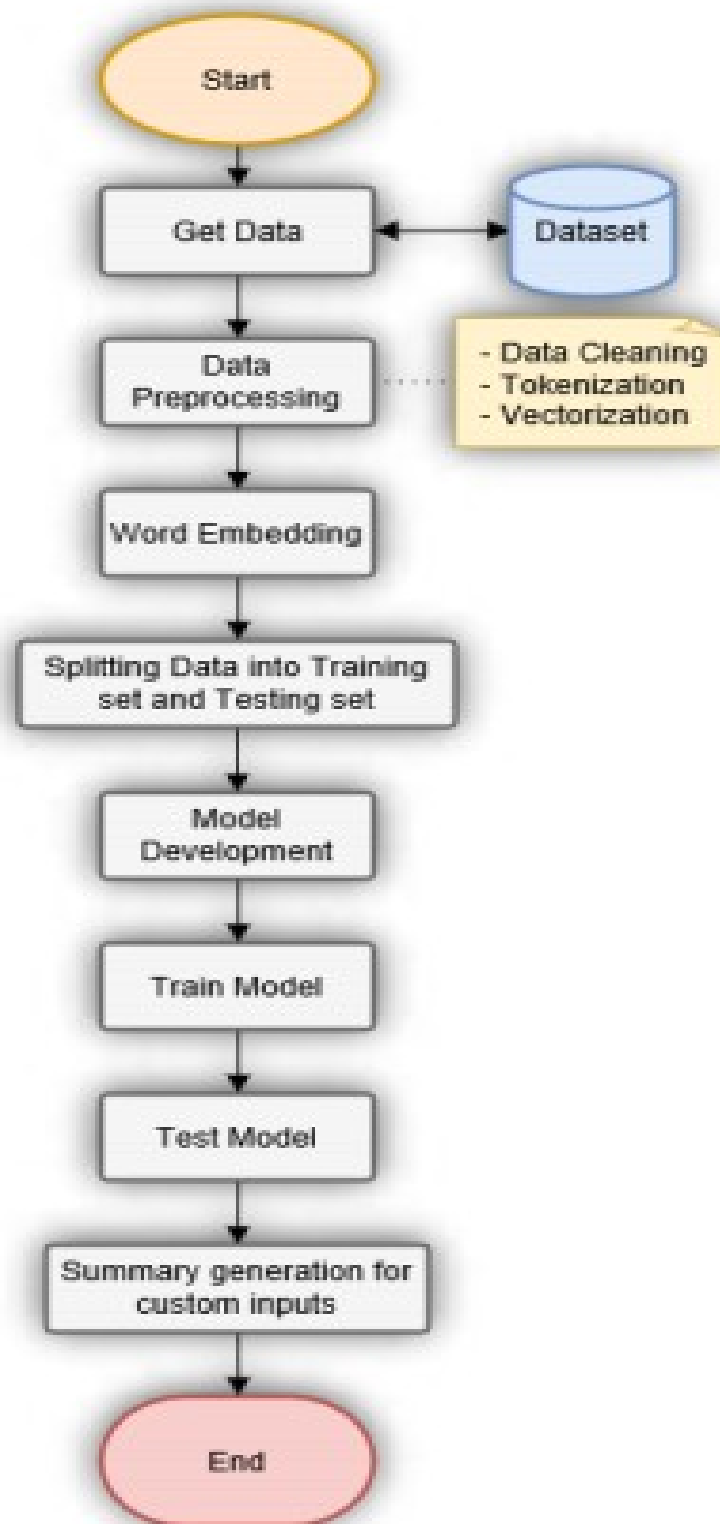 Start
Get Data
Dataset
Data
Preprocessing
- Data Cleaning
- Tokenization
- Vectorization
Word Embedding
Splitting Data into Training
set and Testing set
Model
Development
Train Model
Test Model
Summary generation for
custom inputs
End